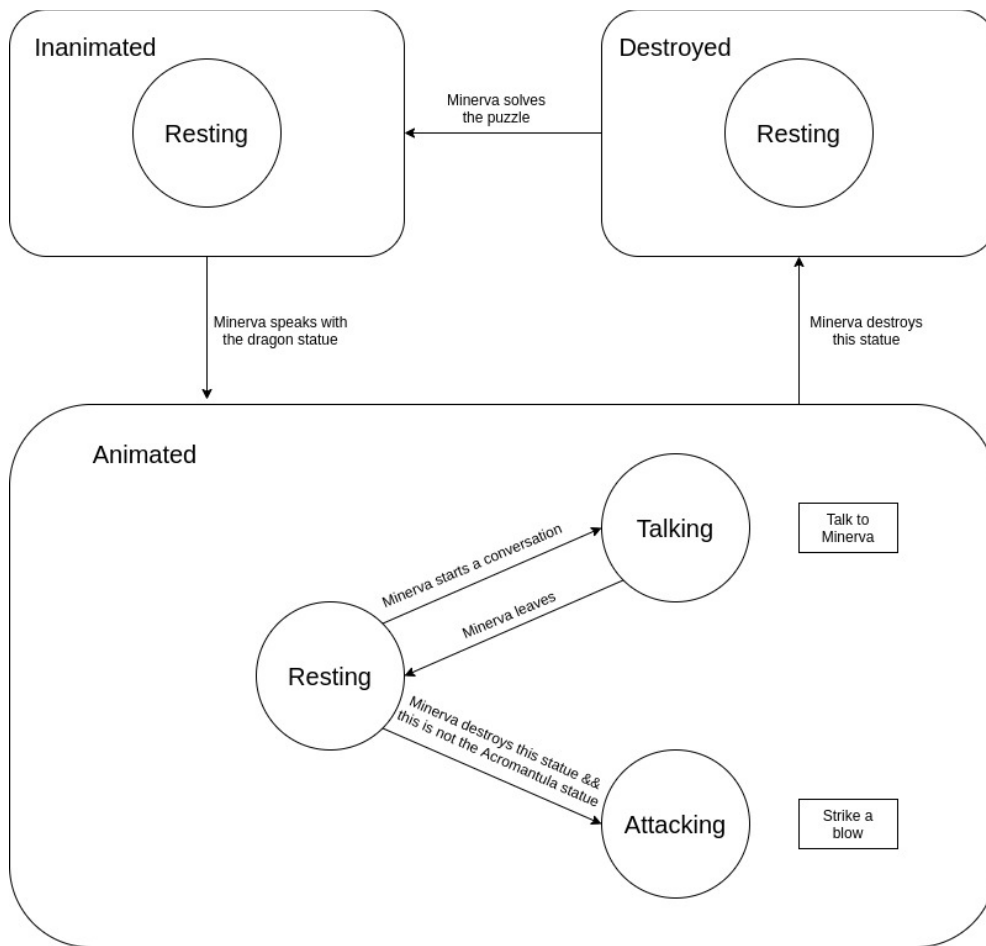 Inanimated
Resting
Minerva solves
the puzzle
Destroyed
Resting
Minerva speaks with
the dragon statue
Minerva destroys
this statue
Animated
Minerva starts a conversation
Talking
Talk to
Minerva
Minerva leaves
Resting
Minerva destroys this statue &&
this is not the Acromantula statue
Attacking
Strike a
blow